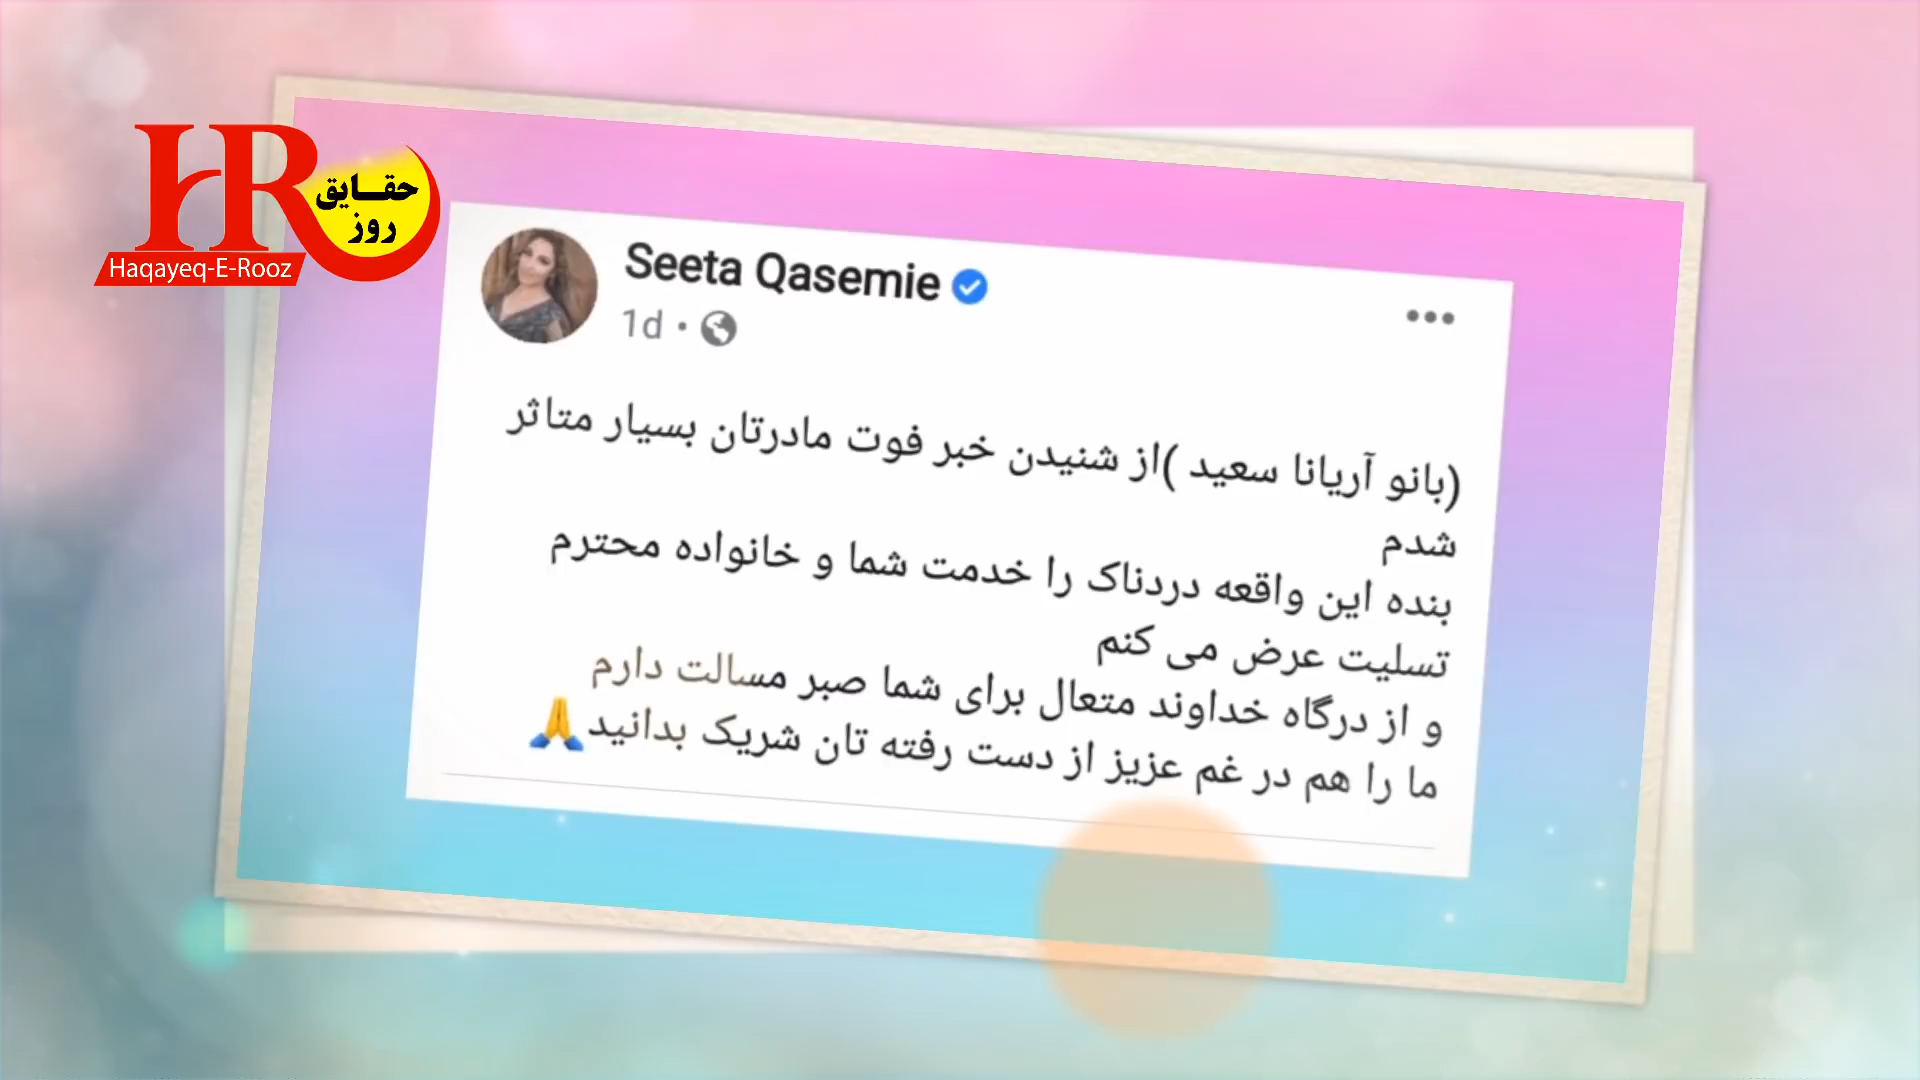 HR
حقایق
روز
Haqayeq-E-Rooz
Seeta Qasemie
1d
(بانو آریانا سعید )از شنیدن خبر فوت مادرتان بسیار متاثر
شدم
بنده این واقعه دردناک را خدمت شما و خانواده محترم
تسلیت عرض می کنم
و از درگاه خداوند متعال برای شما صبر مسالت دارم
ما را هم در غم عزیز از دست رفته تان شریک بدانید🙏